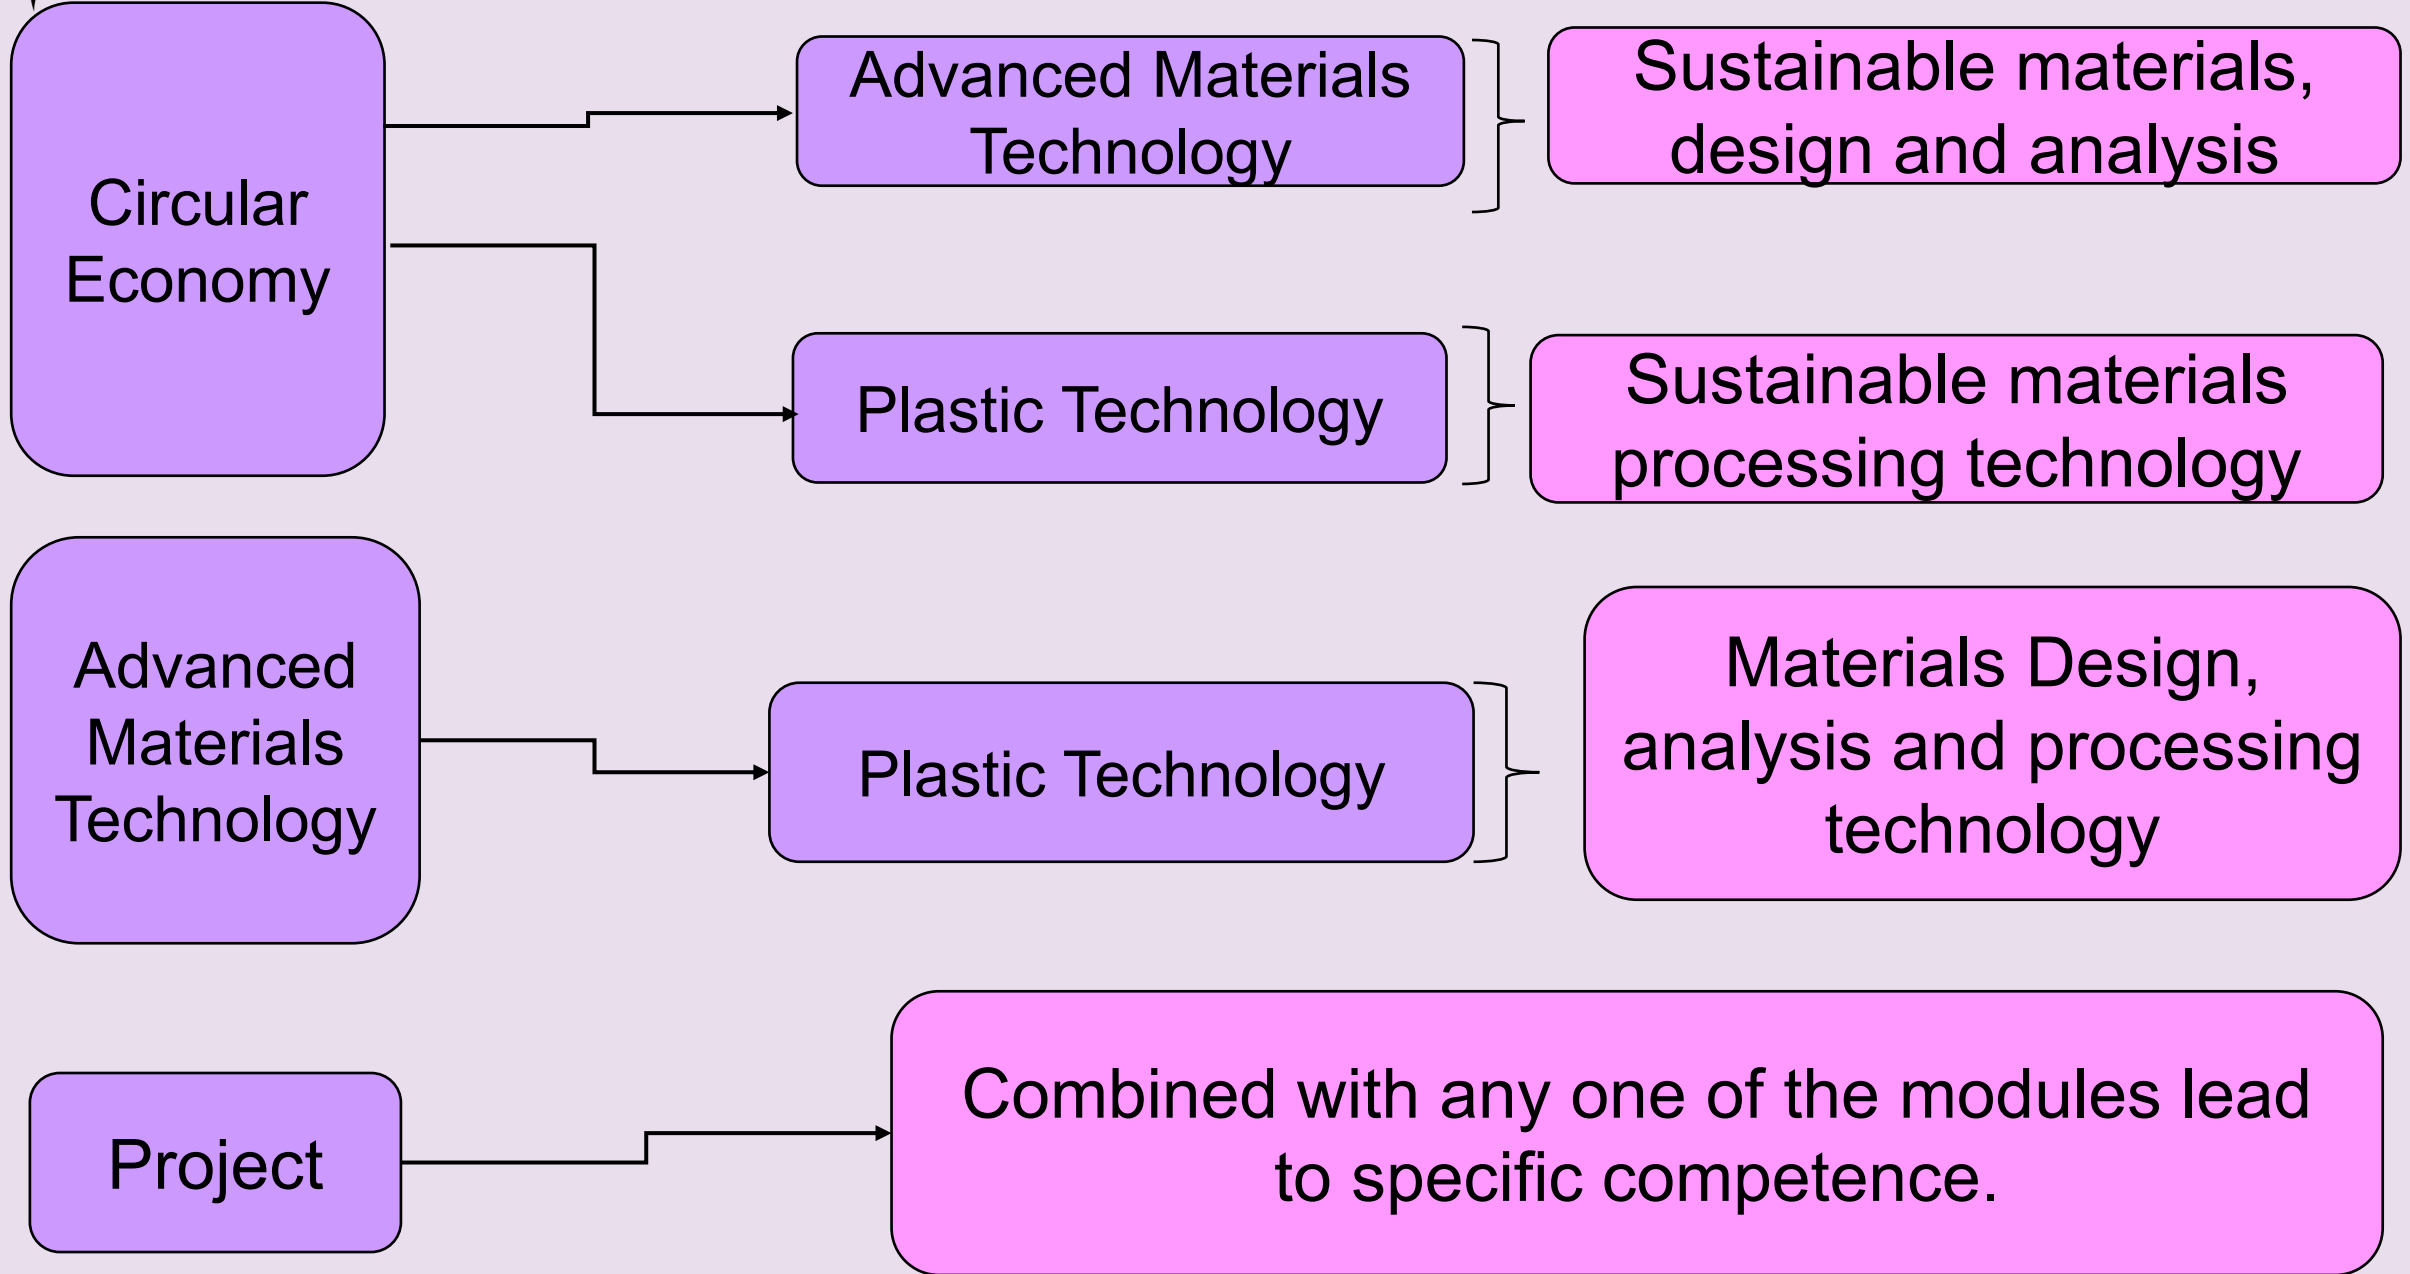 Circular
Economy
Advanced Materials
Technology
Sustainable materials,
design and analysis
Plastic Technology
Sustainable materials
processing technology
Advanced
Materials
Technology
Plastic Technology
Materials Design,
analysis and processing
technology
Project
Combined with any one of the modules lead
to specific competence.